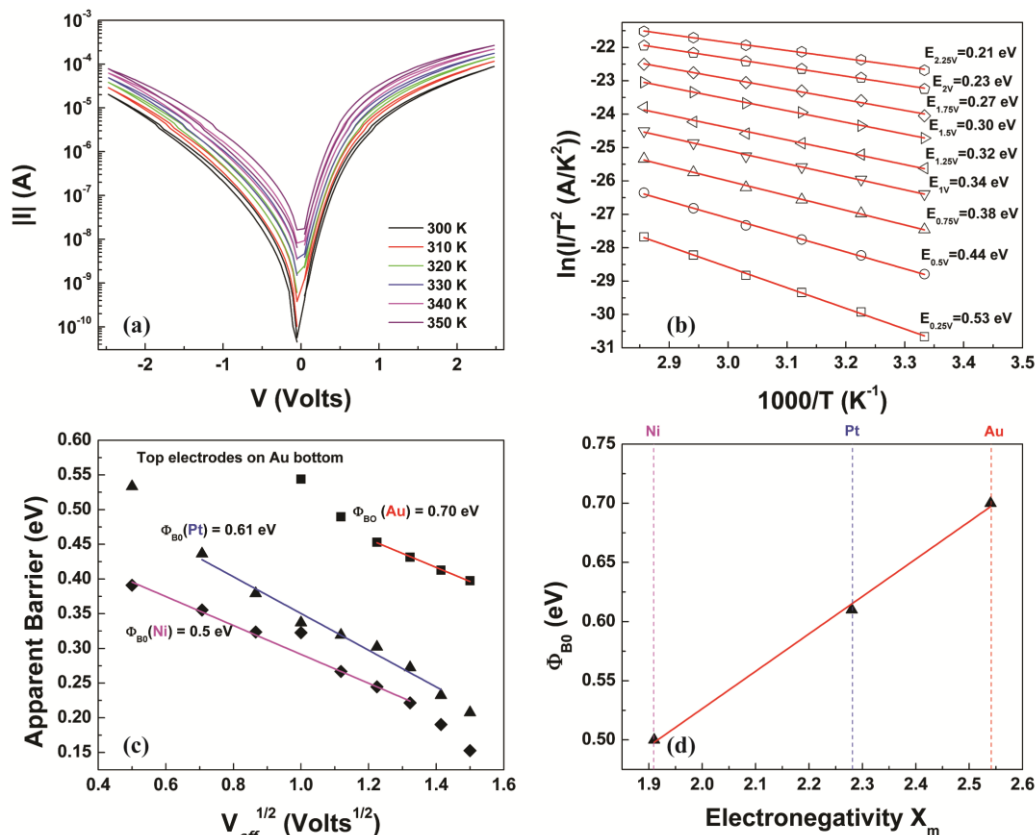 10⁻³
10⁻⁴
10⁻⁵
10⁻⁶
10⁻⁷
10⁻⁸
10⁻⁹
10⁻¹⁰
|I| (A)
300 K
310 K
320 K
330 K
340 K
350 K
(a)
-2 -1 0 1 2
V (Volts)
-22
-23
-24
-25
-26
-27
-28
-29
-30
-31
ln(I/T² (A/K²)
E2.25V=0.21 eV
E2V=0.23 eV
E1.75V=0.27 eV
E1.5V=0.30 eV
E1.25V=0.32 eV
E1V=0.34 eV
E0.75V=0.38 eV
E0.5V=0.44 eV
E0.25V=0.53 eV
(b)
2.9 3.0 3.1 3.2 3.3 3.4 3.5
1000/T (K⁻¹)
0.60
0.55
0.50
0.45
0.40
0.35
0.30
0.25
0.20
0.15
Apparent Barrier (eV)
Top electrodes on Au bottom
ΦBO (Au) = 0.70 eV
ΦB0(Pt) = 0.61 eV
ΦB0(Ni) = 0.5 eV
(c)
0.4 0.6 0.8 1.0 1.2 1.4 1.6
Veff^1/2 (Volts^1/2)
Ni Pt Au
0.75
0.70
0.65
0.60
0.55
0.50
ΦB0 (eV)
(d)
1.9 2.0 2.1 2.2 2.3 2.4 2.5 2.6
Electronegativity Xm